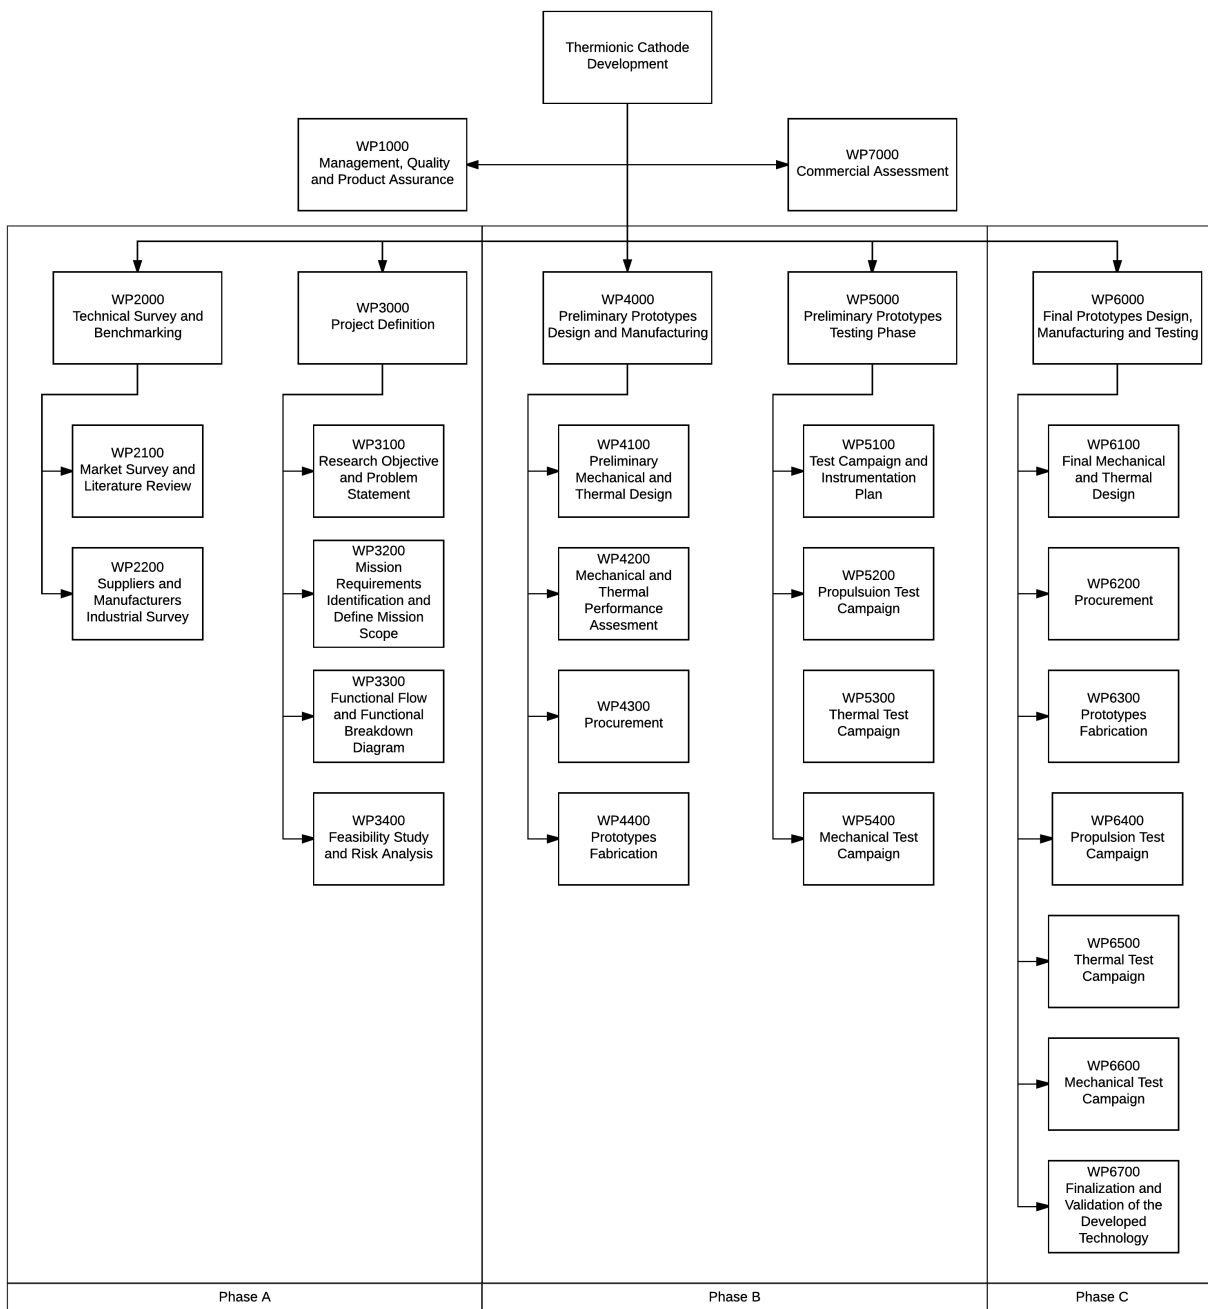 Thermionic Cathode
Development
WP1000
Management, Quality
and Product Assurance
WP7000
Commercial Assessment
WP2000
Technical Survey and
Benchmarking
WP3000
Project Definition
WP4000
Preliminary Prototypes
Design and Manufacturing
WP5000
Preliminary Prototypes
Testing Phase
WP6000
Final Prototypes Design,
Manufacturing and Testing
WP2100
Market Survey and
Literature Review
WP2200
Suppliers and
Manufacturers
Industrial Survey
WP3100
Research Objective
and Problem
Statement
WP3200
Mission
Requirements
Identification and
Define Mission
Scope
WP3300
Functional Flow
and Functional
Breakdown
Diagram
WP3400
Feasibility Study
and Risk Analysis
WP4100
Preliminary
Mechanical and
Thermal Design
WP4200
Mechanical and
Thermal
Performance
Assesment
WP4300
Procurement
WP4400
Prototypes
Fabrication
WP5100
Test Campaign and
Instrumentation
Plan
WP5200
Propulsuion Test
Campaign
WP5300
Thermal Test
Campaign
WP5400
Mechanical Test
Campaign
WP6100
Final Mechanical
and Thermal
Design
WP6200
Procurement
WP6300
Prototypes
Fabrication
WP6400
Propulsion Test
Campaign
WP6500
Thermal Test
Campaign
WP6600
Mechanical Test
Campaign
WP6700
Finalization and
Validation of the
Developed
Technology
Phase A
Phase B
Phase C